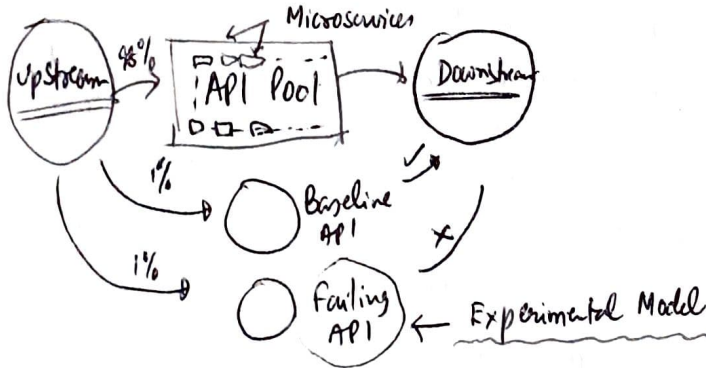 Microservices
Upstream
98%
API Pool
Downstream
1%
Baseline
API
1%
Failing
API
Experimental Model